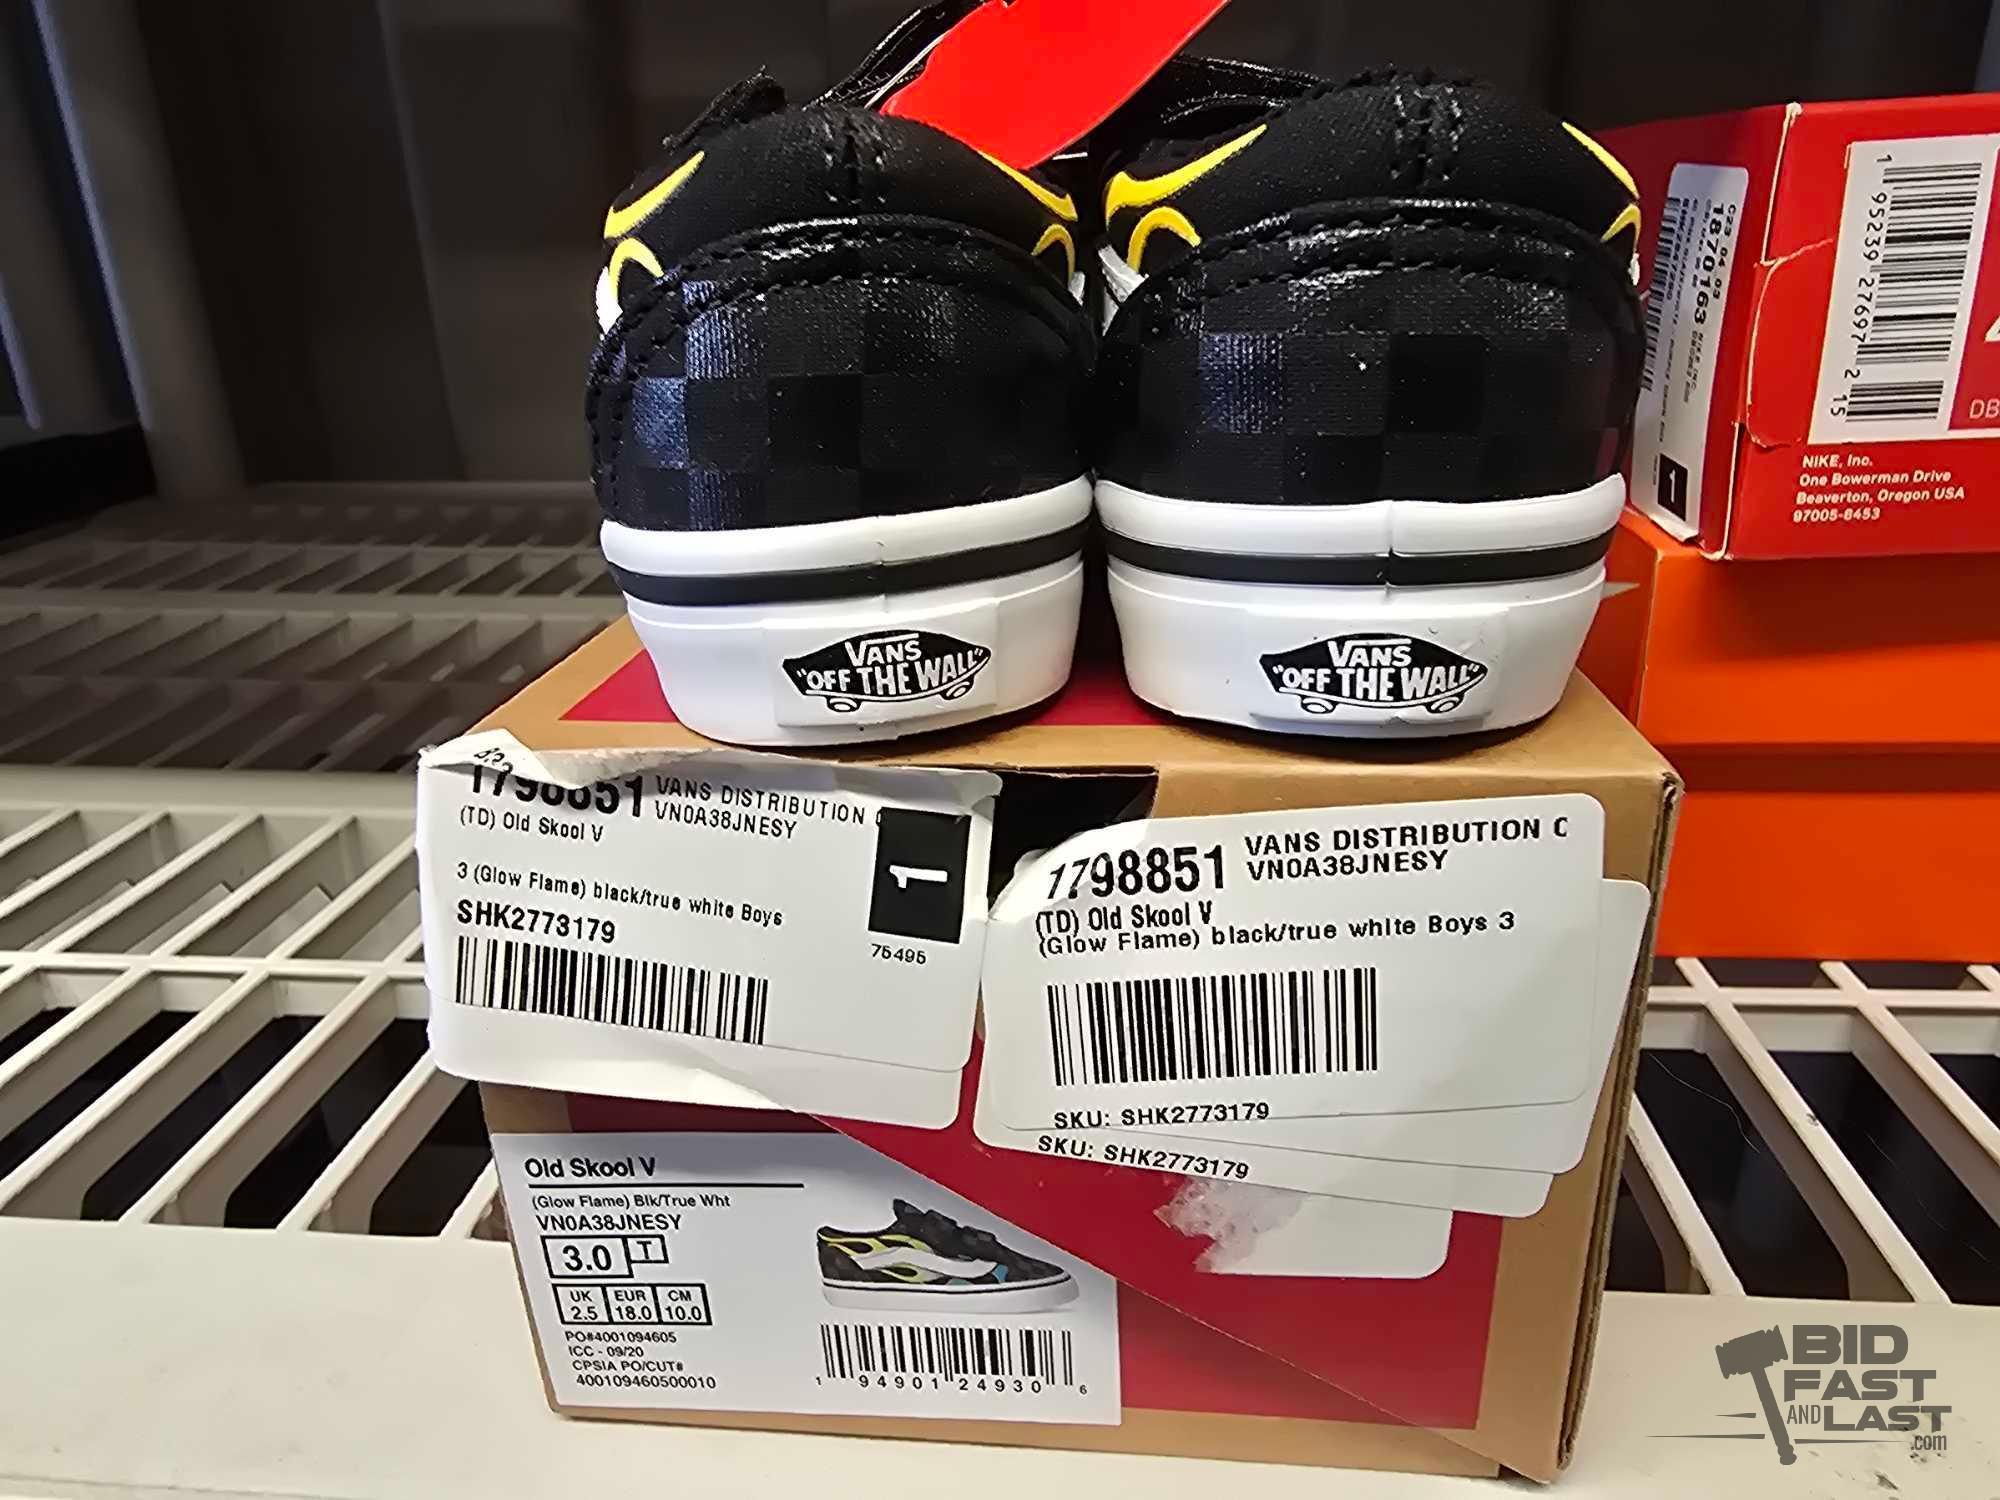 VANS
"OFF THE WALL"
VANS
"OFF THE WALL"
1798851 VANS DISTRIBUTION C
VN0A38JNESY
(TD) Old Skool V
3 (Glow Flame) black/true white Boys
SHK2773179
1
75495
1798851 VANS DISTRIBUTION C
VN0A38JNESY
(TD) Old Skool V
(Glow Flame) black/true white Boys 3
SKU: SHK2773179
SKU: SHK2773179
Old Skool V
(Glow Flame) Blk/True Wht
VN0A38JNESY
3.0 T
UK EUR CM
2.5 18.0 10.0
PO#4001094605
ICC - 09/20
CPSIA PO/CUT#
400109460500010
1 94901 24930 6
1870163
1
1 95239 27697 2 15
DB
NIKE, Inc.
One Bowerman Drive
Beaverton, Oregon USA
97005-6453
BID
FAST
AND LAST
.com